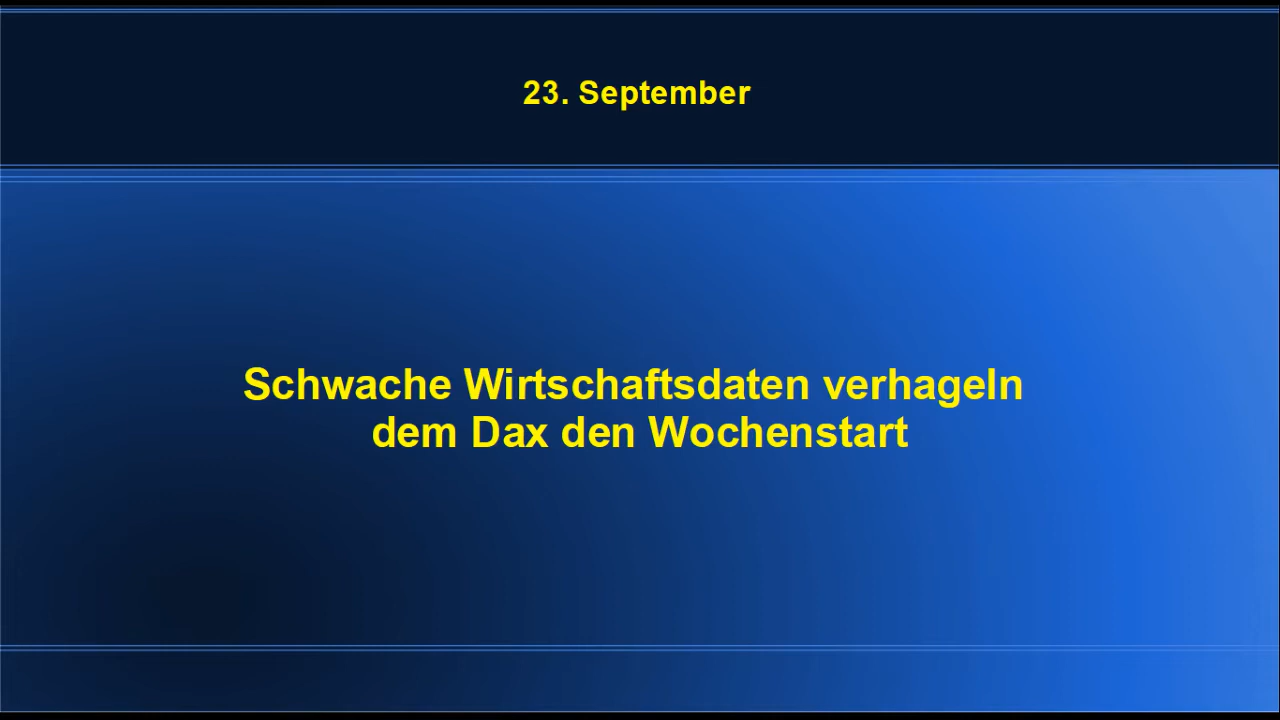 23. September
Schwache Wirtschaftsdaten verhageln
dem Dax den Wochenstart